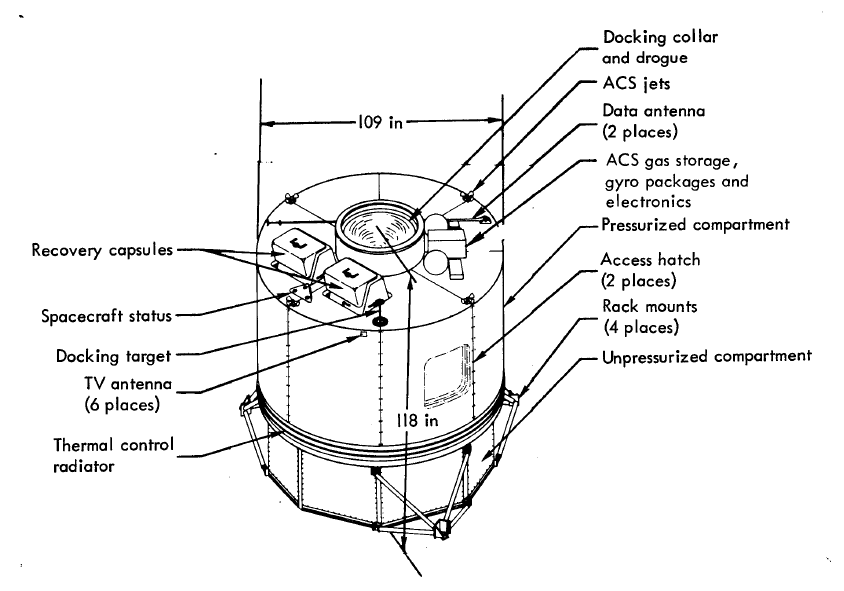 Docking collar
and drogue
ACS jets
Data antenna
(2 places)
109 in
ACS gas storage,
gyro packages and
electronics
Pressurized compartment
Recovery capsules
Access hatch
(2 places)
Rack mounts
(4 places)
Spacecraft status
Docking target
Unpressurized compartment
TV antenna
(6 places)
118 in
Thermal control
radiator